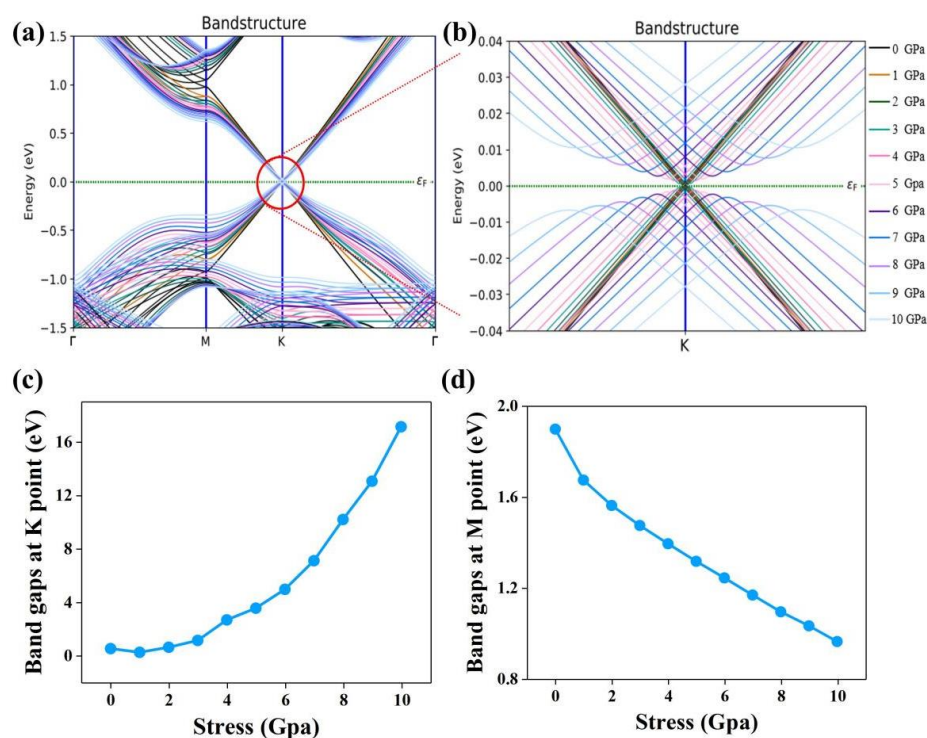 (a)
Bandstructure
Energy (eV)
1.5
1.0
0.5
0.0
−0.5
−1.0
−1.5
εF
Γ
M
K
Γ
(b)
Bandstructure
Energy (eV)
0.04
0.03
0.02
0.01
0.00
−0.01
−0.02
−0.03
−0.04
εF
K
0 GPa
1 GPa
2 GPa
3 GPa
4 GPa
5 GPa
6 GPa
7 GPa
8 GPa
9 GPa
10 GPa
(c)
Band gaps at K point (eV)
16
12
8
4
0
0 2 4 6 8 10
Stress (Gpa)
(d)
Band gaps at M point (eV)
2.0
1.6
1.2
0.8
0 2 4 6 8 10
Stress (Gpa)